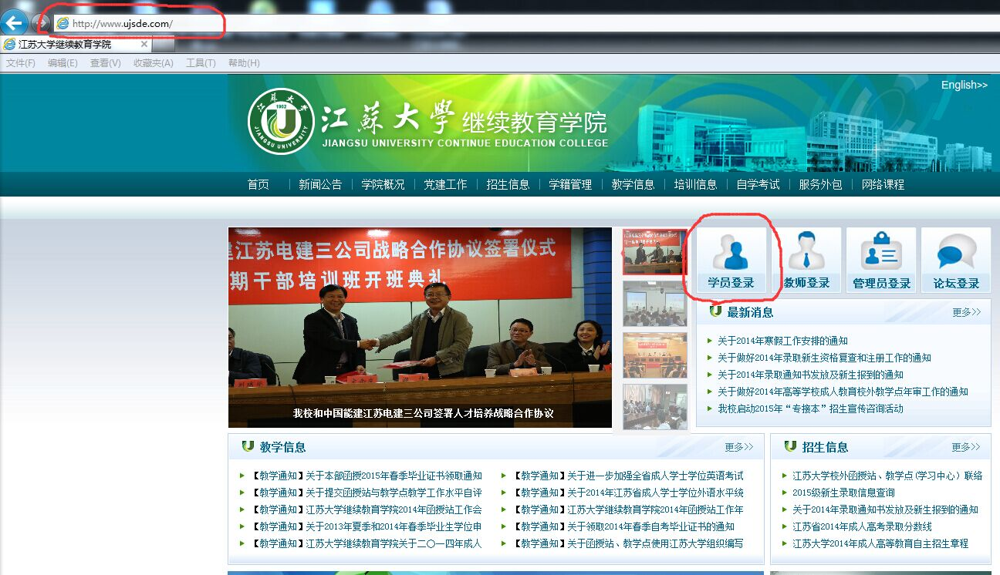 http://www.ujsde.com/
江苏大学继续教育学院
文件(F) 编辑(E) 查看(V) 收藏夹(A) 工具(T) 帮助(H)
English>>
江苏大学
1902
JIANGSU UNIVERSITY
江蘇大學 继续教育学院
JIANGSU UNIVERSITY CONTINUE EDUCATION COLLEGE
首页 新闻公告 学院概况 党建工作 招生信息 学籍管理 教学信息 培训信息 自学考试 服务外包 网络课程
建江苏电建三公司战略合作协议签署仪式
期干部培训班开班典礼
我校和中国能建江苏电建三公司签署人才培养战略合作协议
学员登录 教师登录 管理员登录 论坛登录
最新消息 更多>>
关于2014年寒假工作安排的通知
关于做好2014年录取新生资格复查和注册工作的通知
关于2014年录取通知书发放及新生报到的通知
关于做好2014年高等学校成人教育校外教学点年审工作的通知
我校启动2015年“专接本”招生宣传咨询活动
教学信息 更多>>
【教学通知】关于本部函授2015年春季毕业证书领取通知
【教学通知】关于提交函授站与教学点教学工作水平自评
【教学通知】江苏大学继续教育学院2014年函授站工作会
【教学通知】关于2013年夏季和2014年春季毕业生学位申
【教学通知】江苏大学继续教育学院关于二〇一四年成人
【教学通知】关于进一步加强全省成人学士学位英语考试
【教学通知】关于2014年江苏省成人学士学位外语水平统
【教学通知】江苏大学继续教育学院2014年函授站工作年
【教学通知】关于领取2014年春季自考毕业证书的通知
【教学通知】关于函授站、教学点使用江苏大学组织编写
招生信息 更多>>
江苏大学校外函授站、教学点(学习中心）联络
2015级新生录取信息查询
关于2014年录取通知书发放及新生报到的通知
江苏省2014年成人高考录取分数线
江苏大学2014年成人高等教育自主招生章程